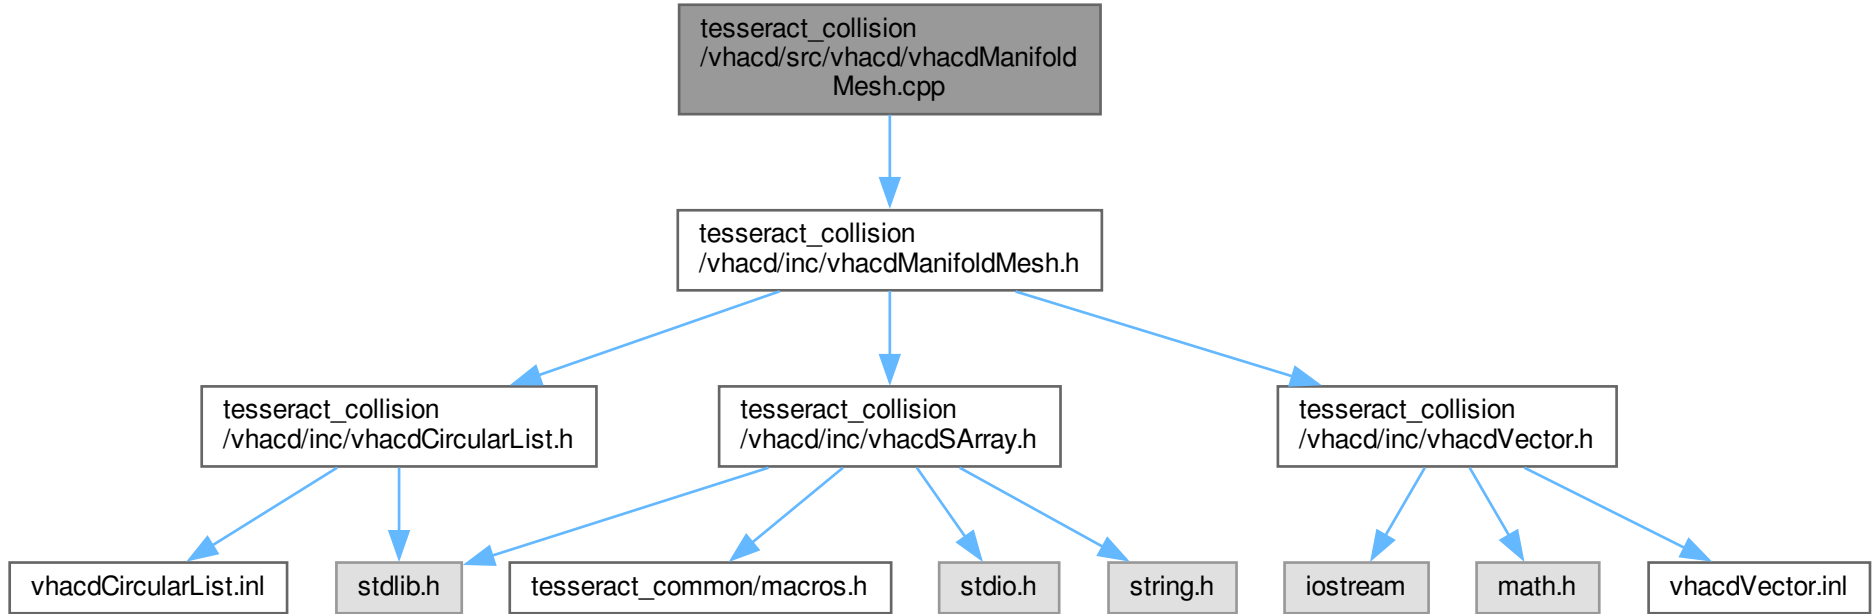 tesseract_collision
/vhacd/src/vhacd/vhacdManifold
Mesh.cpp
tesseract_collision
/vhacd/inc/vhacdManifoldMesh.h
tesseract_collision
/vhacd/inc/vhacdCircularList.h
tesseract_collision
/vhacd/inc/vhacdSArray.h
tesseract_collision
/vhacd/inc/vhacdVector.h
vhacdCircularList.inl
stdlib.h
tesseract_common/macros.h
stdio.h
string.h
iostream
math.h
vhacdVector.inl